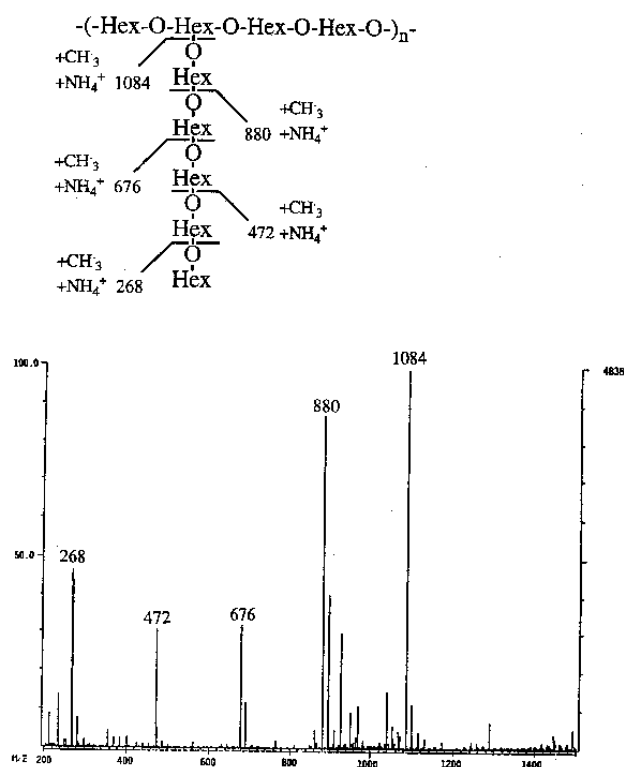 -(-Hex-O-Hex-O-Hex-O-Hex-O-)n-
O
+CH3
+NH4+ 1084
Hex
O
880
+CH3
+NH4+
Hex
O
+CH3
+NH4+ 676
Hex
O
472
+CH3
+NH4+
Hex
O
+CH3
+NH4+ 268
Hex
100.0
1084
4838
880
50.0
268
472
676
200 400 600 800 1000 1200 1400